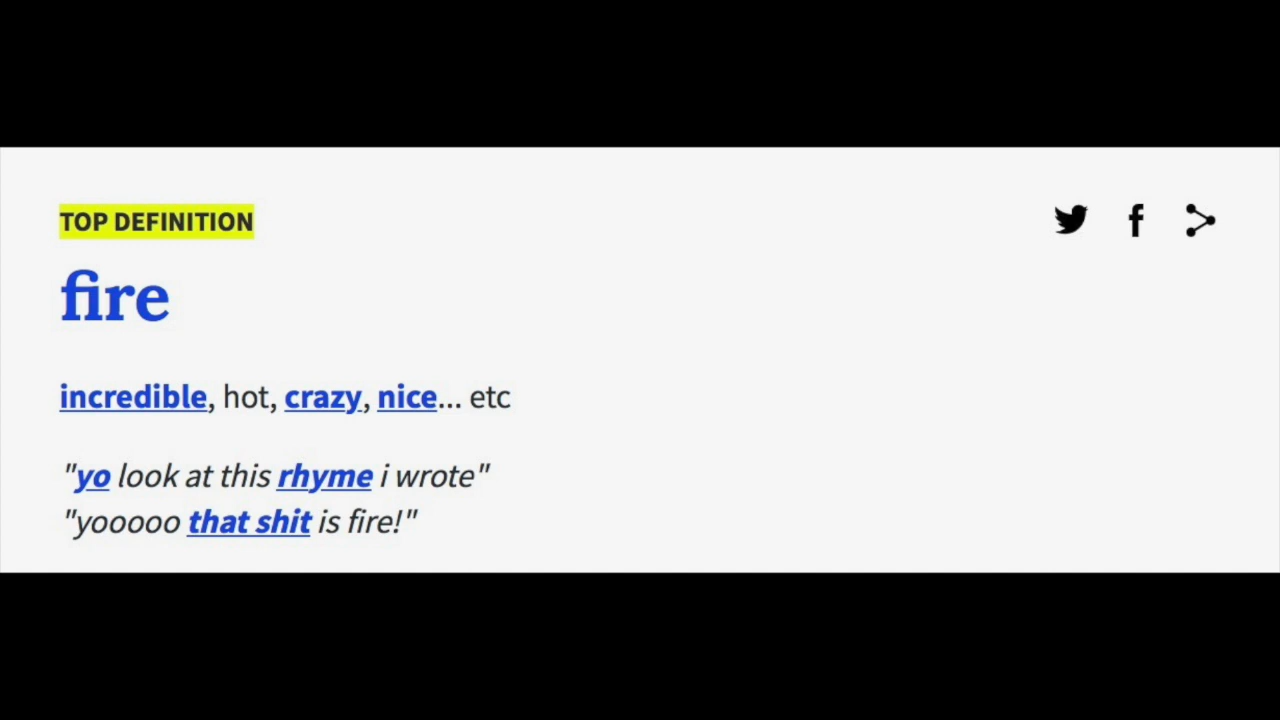 TOP DEFINITION
fire
incredible, hot, crazy, nice... etc
"yo look at this rhyme i wrote"
"yooooo that shit is fire!"